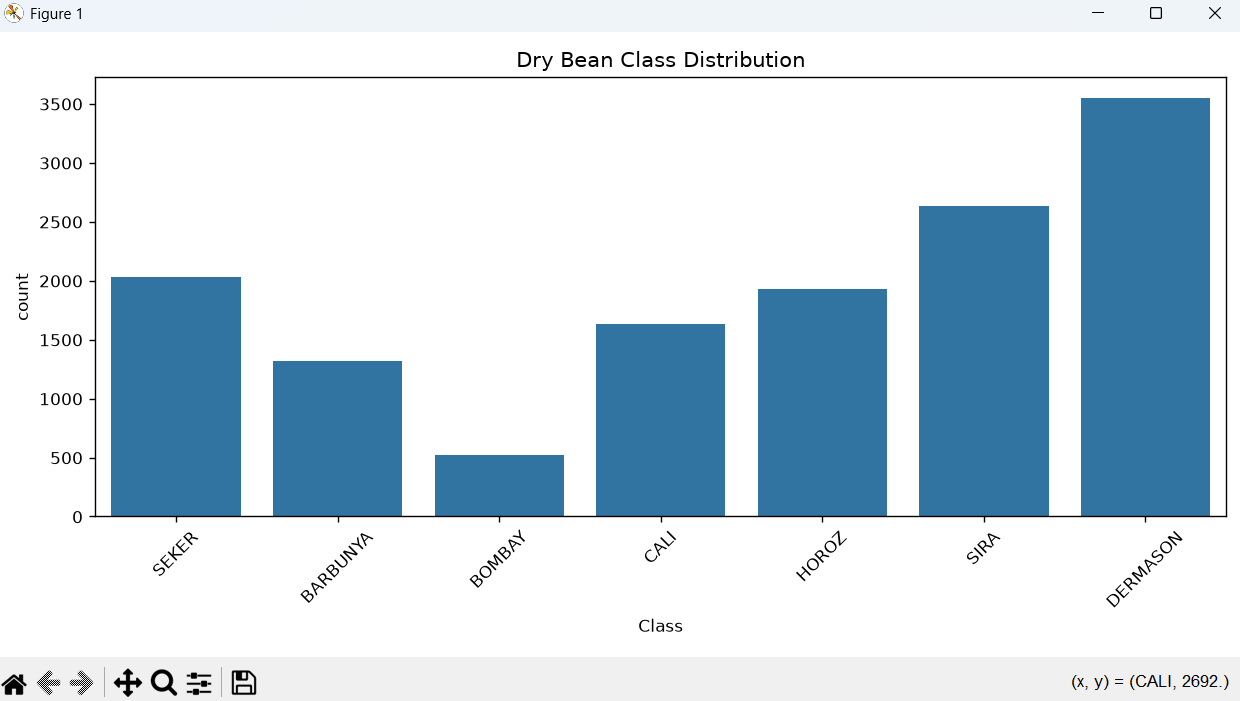 Figure 1
Dry Bean Class Distribution
3500
3000
2500
2000
1500
1000
500
0
count
SEKER
BARBUNYA
BOMBAY
CALI
HOROZ
SIRA
DERMASON
Class
(x, y) = (CALI, 2692.)